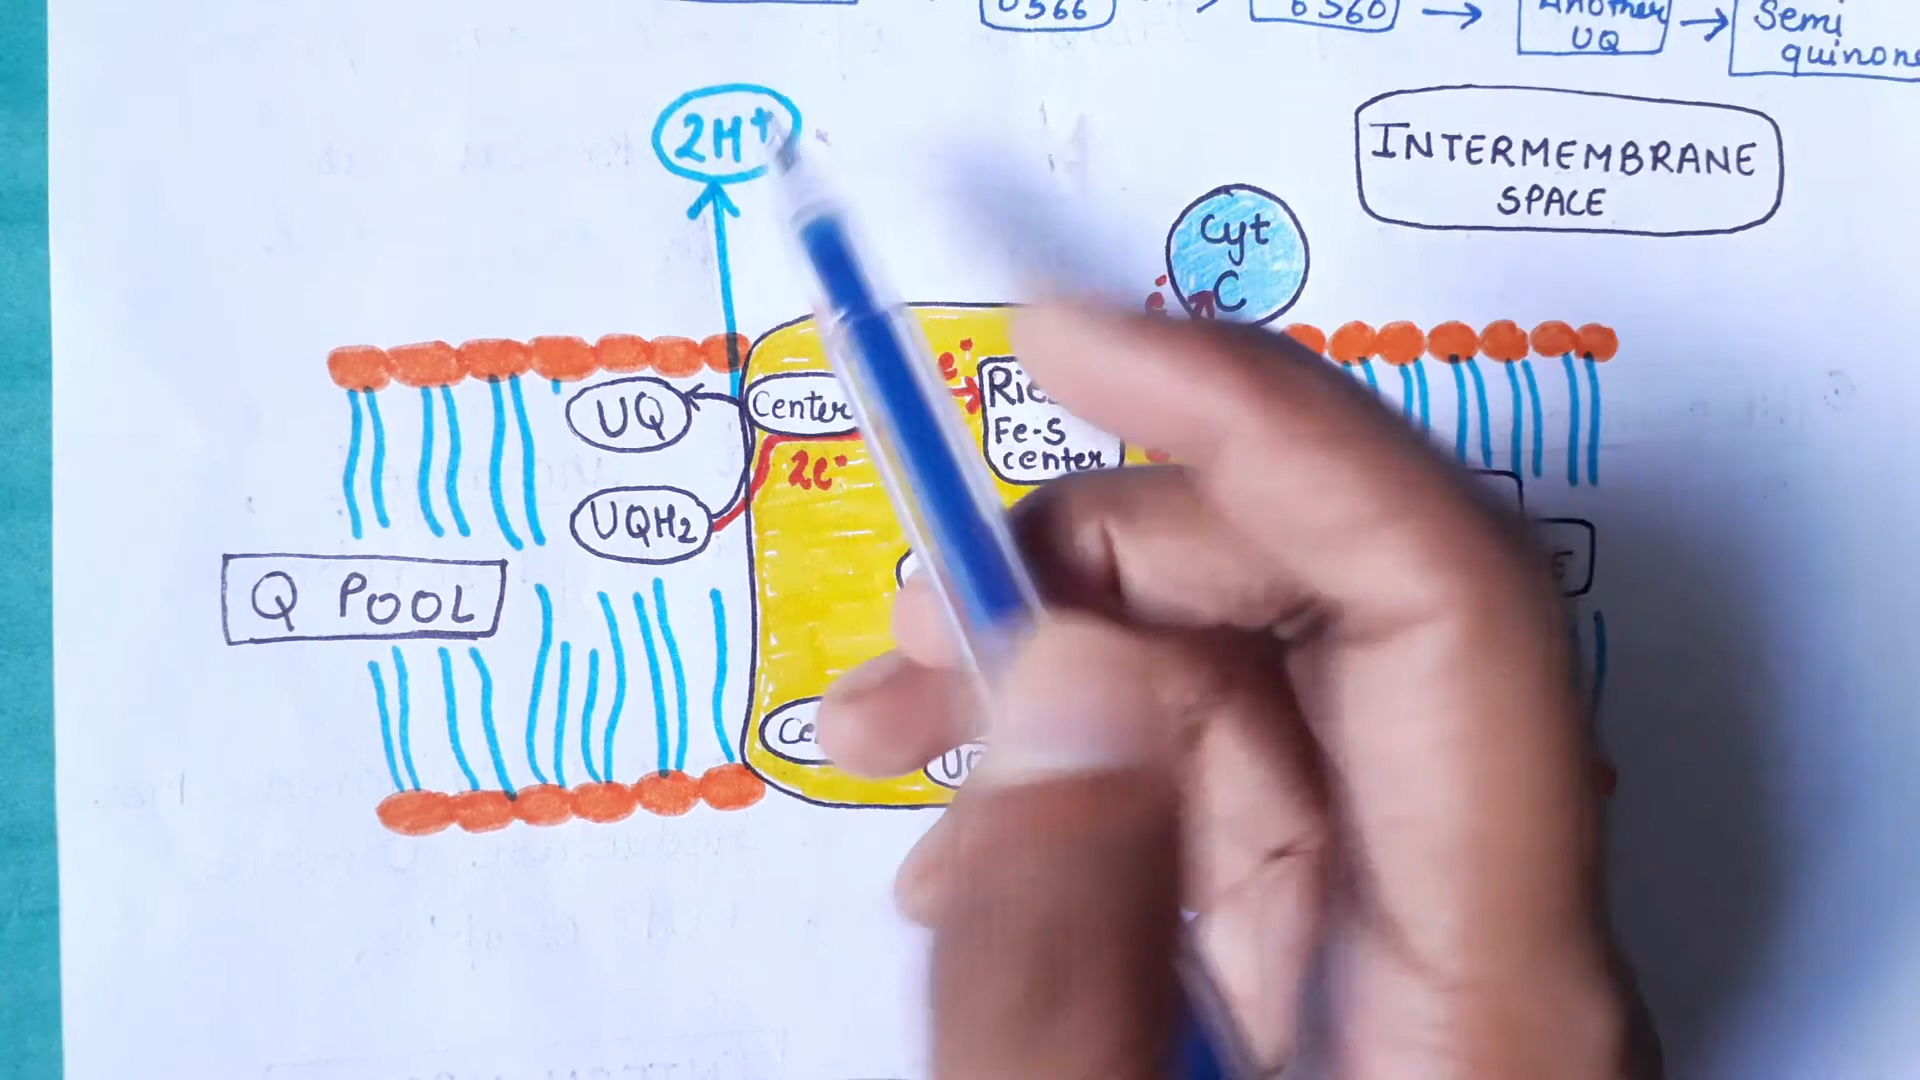 b566
b560
Another
UQ
Semi
quinone
2H⁺
INTERMEMBRANE
SPACE
Cyt
C
e⁻
e⁻
UQ
Center
Fe-S
center
2e⁻
UQH₂
Q POOL